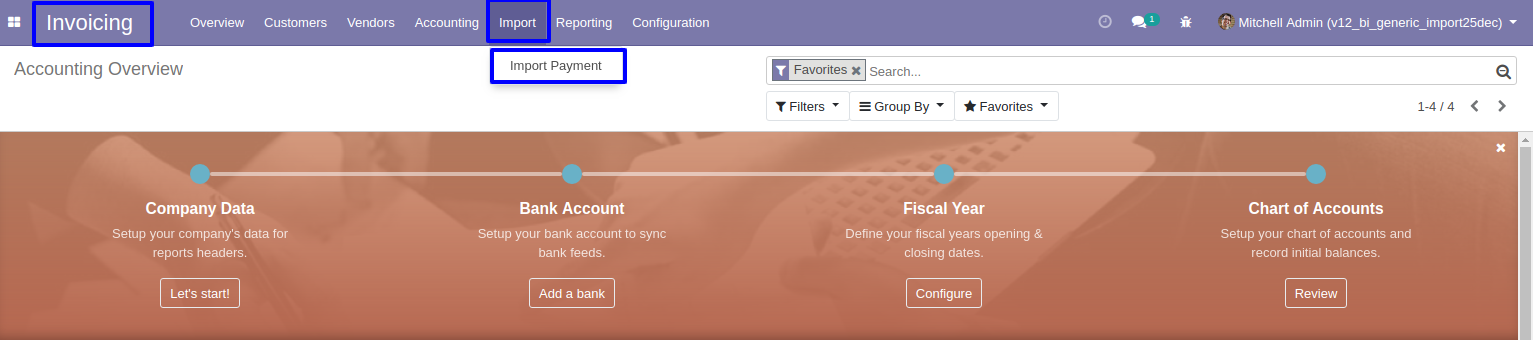 Invoicing Overview Customers Vendors Accounting Import Reporting Configuration 1 Mitchell Admin (v12_bi_generic_import25dec)
Import Payment
Accounting Overview
Favorites Search...
Filters Group By Favorites 1-4 / 4
Company Data
Setup your company's data for
reports headers.
Let's start!
Bank Account
Setup your bank account to sync
bank feeds.
Add a bank
Fiscal Year
Define your fiscal years opening &
closing dates.
Configure
Chart of Accounts
Setup your chart of accounts and
record initial balances.
Review